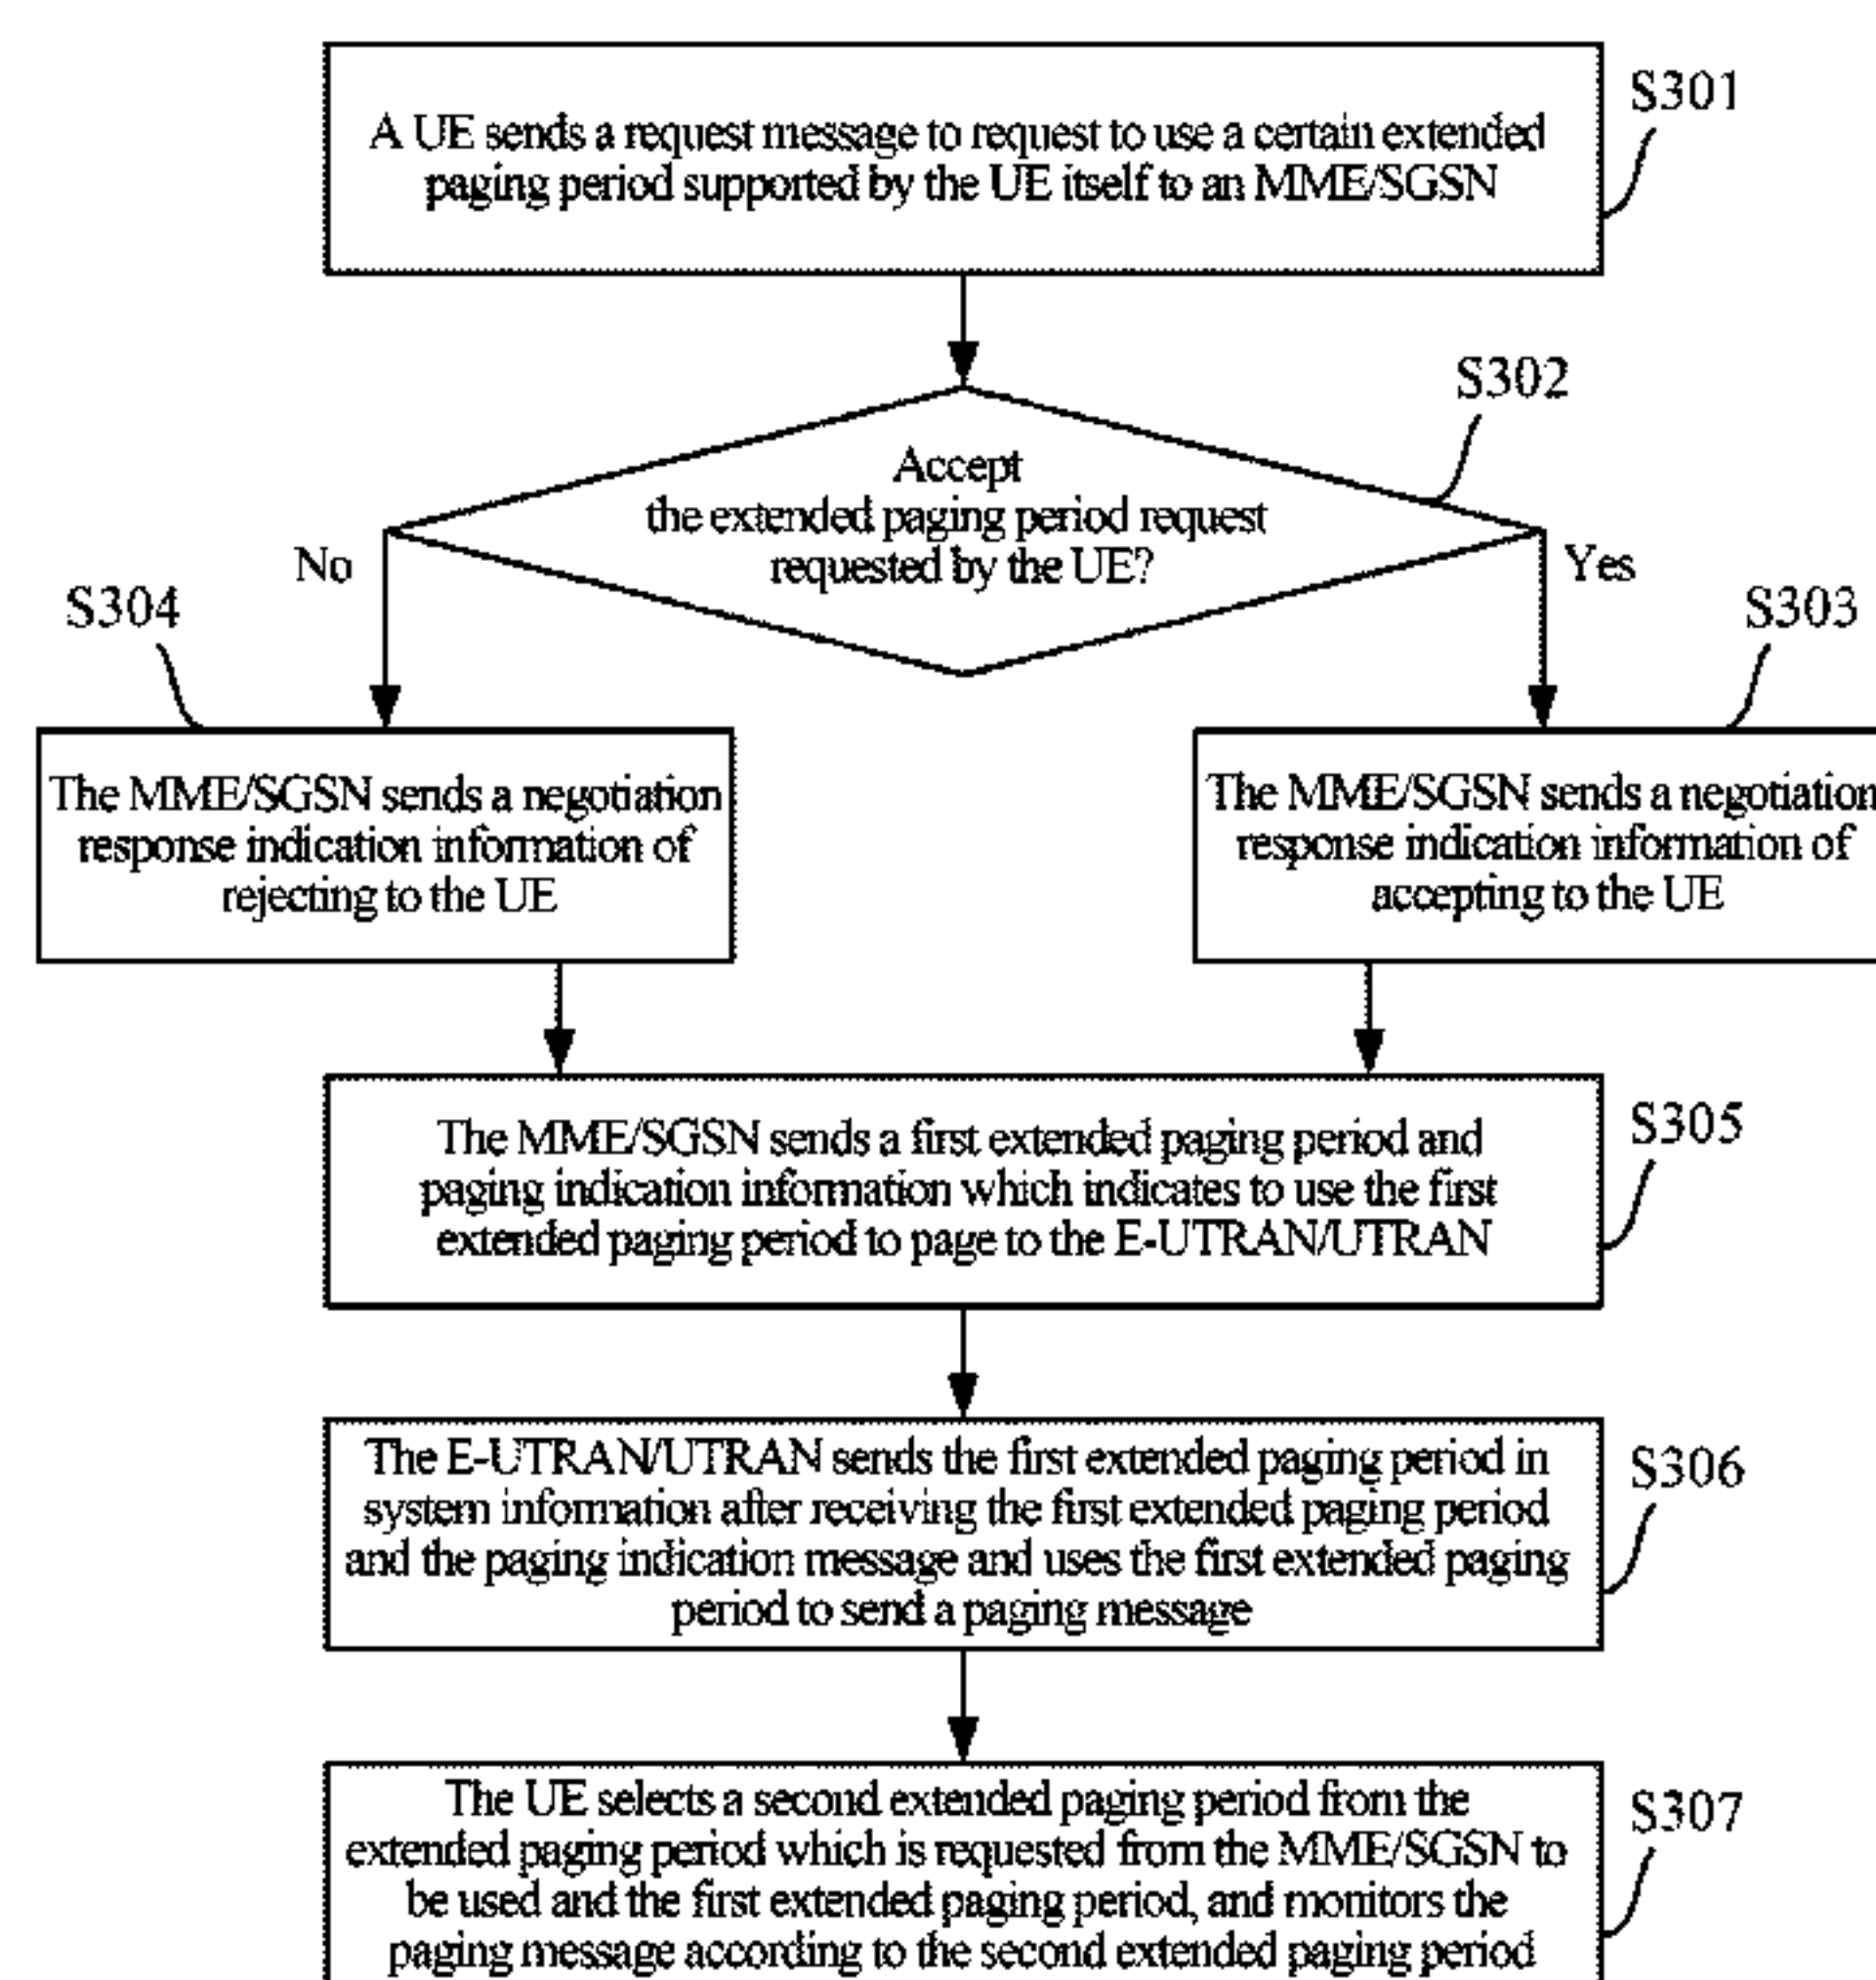 A UE sends a request message to request to use a certain extended
paging period supported by the UE itself to an MME/SGSN
S301
S302
Accept
the extended paging period request
requested by the UE?
No
Yes
S304
S303
The MME/SGSN sends a negotiation
response indication information of
rejecting to the UE
The MME/SGSN sends a negotiation
response indication information of
accepting to the UE
The MME/SGSN sends a first extended paging period and
paging indication information which indicates to use the first
extended paging period to page to the E-UTRAN/UTRAN
S305
The E-UTRAN/UTRAN sends the first extended paging period in
system information after receiving the first extended paging period
and the paging indication message and uses the first extended paging
period to send a paging message
S306
The UE selects a second extended paging period from the
extended paging period which is requested from the MME/SGSN to
be used and the first extended paging period, and monitors the
paging message according to the second extended paging period
S307